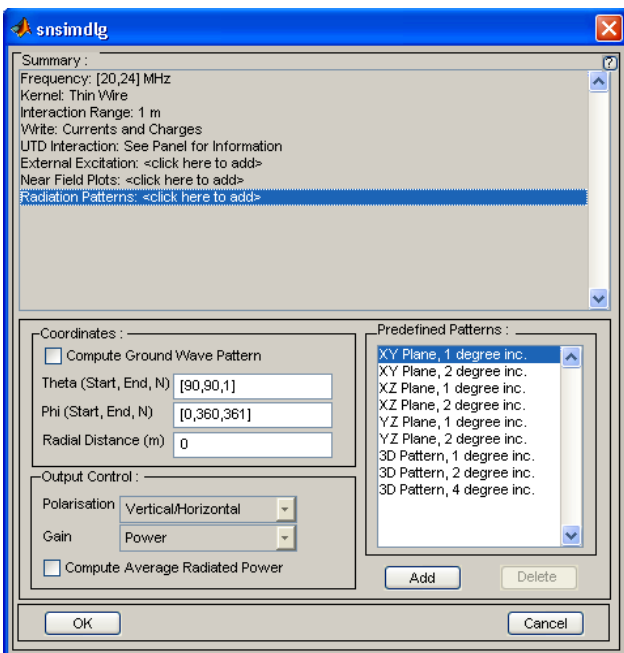 snsimdlg
Summary :
?
Frequency: [20,24] MHz
Kernel: Thin Wire
Interaction Range: 1 m
Write: Currents and Charges
UTD Interaction: See Panel for Information
External Excitation: <click here to add>
Near Field Plots: <click here to add>
Radiation Patterns: <click here to add>
Coordinates :
Compute Ground Wave Pattern
Theta (Start, End, N) [90,90,1]
Phi (Start, End, N) [0,360,361]
Radial Distance (m) 0
Output Control :
Polarisation Vertical/Horizontal
Gain Power
Compute Average Radiated Power
Predefined Patterns :
XY Plane, 1 degree inc.
XY Plane, 2 degree inc.
XZ Plane, 1 degree inc.
XZ Plane, 2 degree inc.
YZ Plane, 1 degree inc.
YZ Plane, 2 degree inc.
3D Pattern, 1 degree inc.
3D Pattern, 2 degree inc.
3D Pattern, 4 degree inc.
Add Delete
OK Cancel